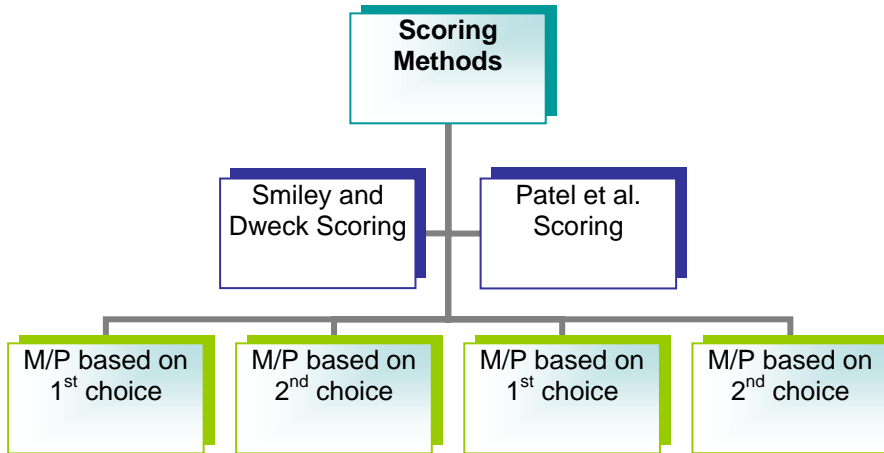 Scoring
Methods
Smiley and
Dweck Scoring
Patel et al.
Scoring
M/P based on
1st choice
M/P based on
2nd choice
M/P based on
1st choice
M/P based on
2nd choice